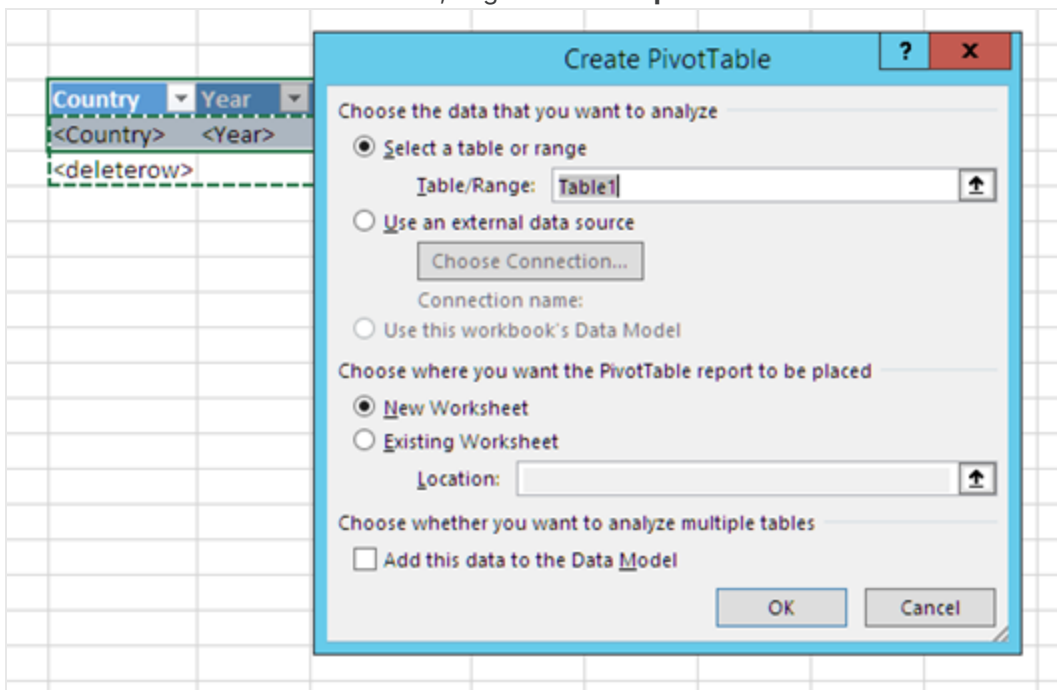 Create PivotTable
?
x
Country Year
<Country> <Year>
<deleterow>
Choose the data that you want to analyze
Select a table or range
Table/Range: Table1
Use an external data source
Choose Connection...
Connection name:
Use this workbook's Data Model
Choose where you want the PivotTable report to be placed
New Worksheet
Existing Worksheet
Location:
Choose whether you want to analyze multiple tables
Add this data to the Data Model
OK Cancel